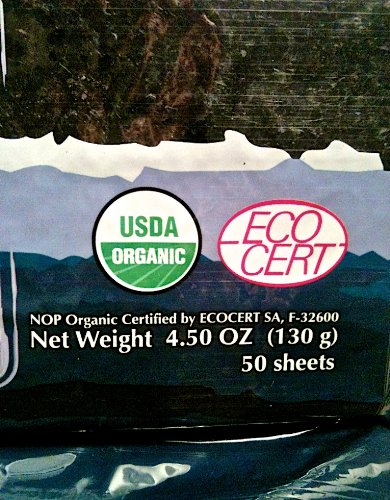 USDA
ORGANIC
ECO
CERT
NOP Organic Certified by ECOCERT SA, F-32600
Net Weight 4.50 OZ (130 g)
50 sheets